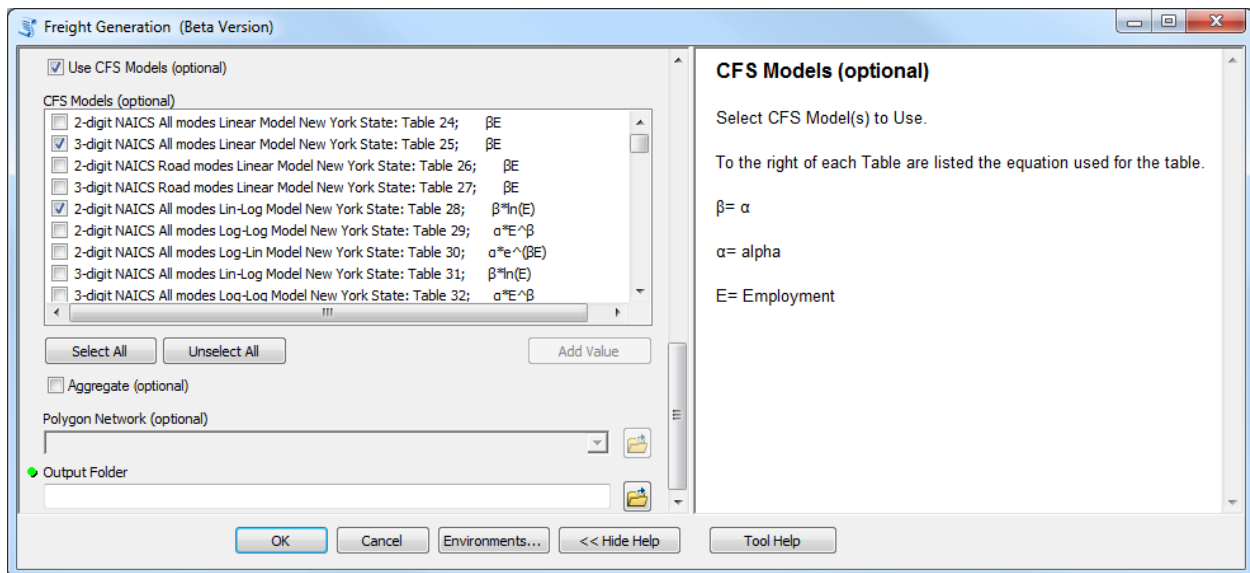 Freight Generation (Beta Version)
Use CFS Models (optional)
CFS Models (optional)
2-digit NAICS All modes Linear Model New York State: Table 24; βE
3-digit NAICS All modes Linear Model New York State: Table 25; βE
2-digit NAICS Road modes Linear Model New York State: Table 26; βE
3-digit NAICS Road modes Linear Model New York State: Table 27; βE
2-digit NAICS All modes Lin-Log Model New York State: Table 28; β*ln(E)
2-digit NAICS All modes Log-Log Model New York State: Table 29; α*E^β
2-digit NAICS All modes Log-Lin Model New York State: Table 30; α*e^(βE)
3-digit NAICS All modes Lin-Log Model New York State: Table 31; β*ln(E)
3-digit NAICS All modes Log-Log Model New York State: Table 32; α*E^β
Select All Unselect All Add Value
Aggregate (optional)
Polygon Network (optional)
Output Folder
OK Cancel Environments... << Hide Help Tool Help
CFS Models (optional)
Select CFS Model(s) to Use.
To the right of each Table are listed the equation used for the table.
β= α
α= alpha
E= Employment